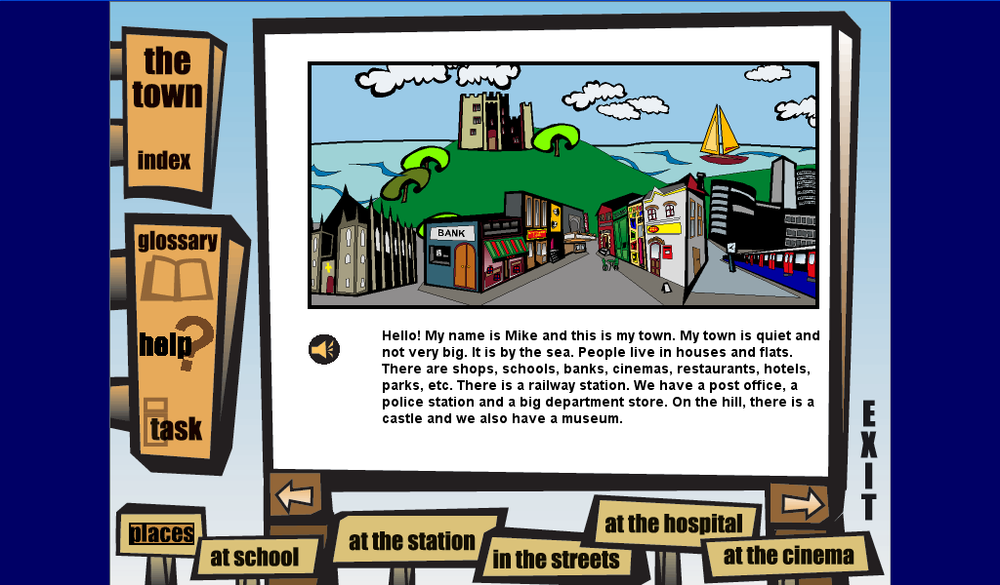 the
town
index
glossary
help
?
task
BANK
Hello! My name is Mike and this is my town. My town is quiet and
not very big. It is by the sea. People live in houses and flats.
There are shops, schools, banks, cinemas, restaurants, hotels,
parks, etc. There is a railway station. We have a post office, a
police station and a big department store. On the hill, there is a
castle and we also have a museum.
EXIT
places
at school
at the station
in the streets
at the hospital
at the cinema